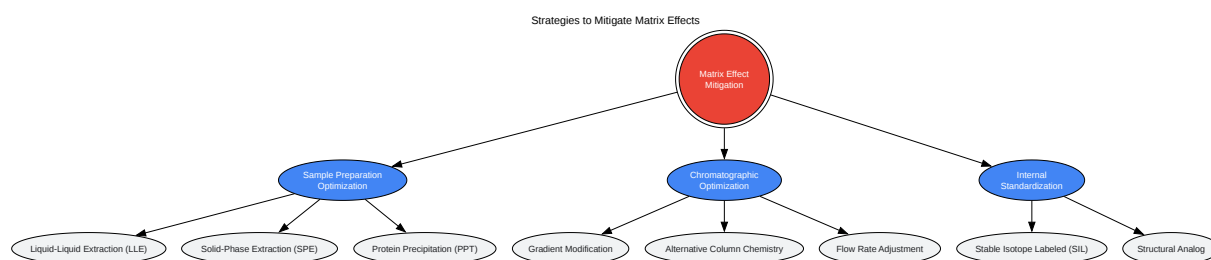 Strategies to Mitigate Matrix Effects
Matrix Effect
Mitigation
Sample Preparation
Optimization
Chromatographic
Optimization
Internal
Standardization
Liquid-Liquid Extraction (LLE)
Solid-Phase Extraction (SPE)
Protein Precipitation (PPT)
Gradient Modification
Alternative Column Chemistry
Flow Rate Adjustment
Stable Isotope Labeled (SIL)
Structural Analog